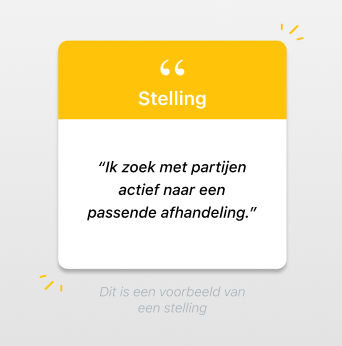 “
Stelling
“Ik zoek met partijen
actief naar een
passende afhandeling.”
Dit is een voorbeeld van
een stelling